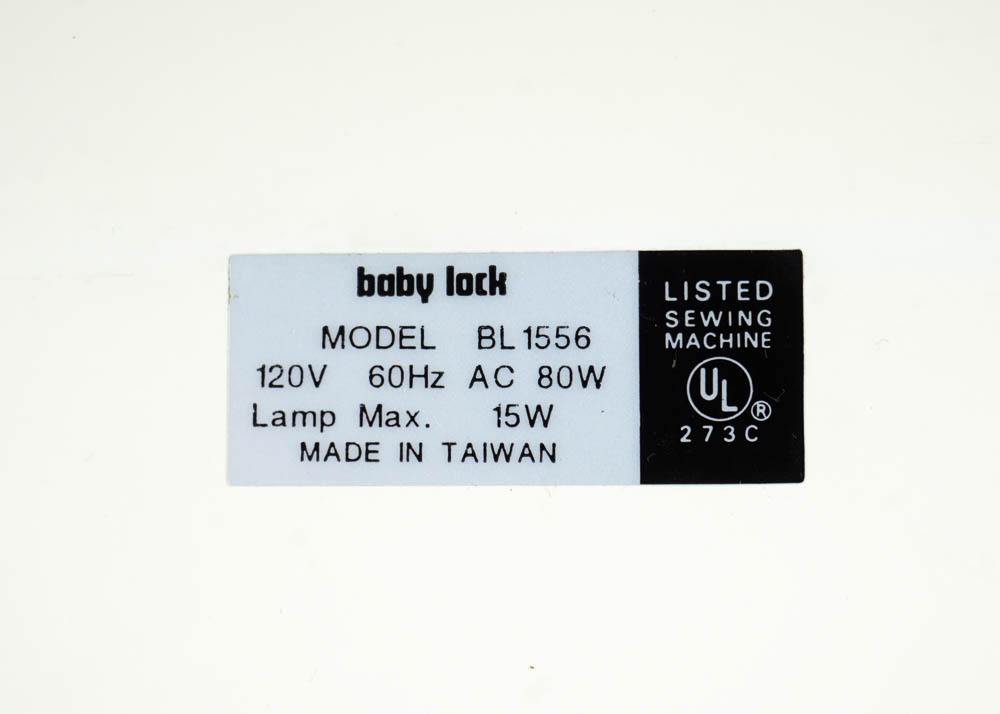 baby lock
MODEL BL1556
120V 60Hz AC 80W
Lamp Max. 15W
MADE IN TAIWAN
LISTED
SEWING
MACHINE
UL ®
273C